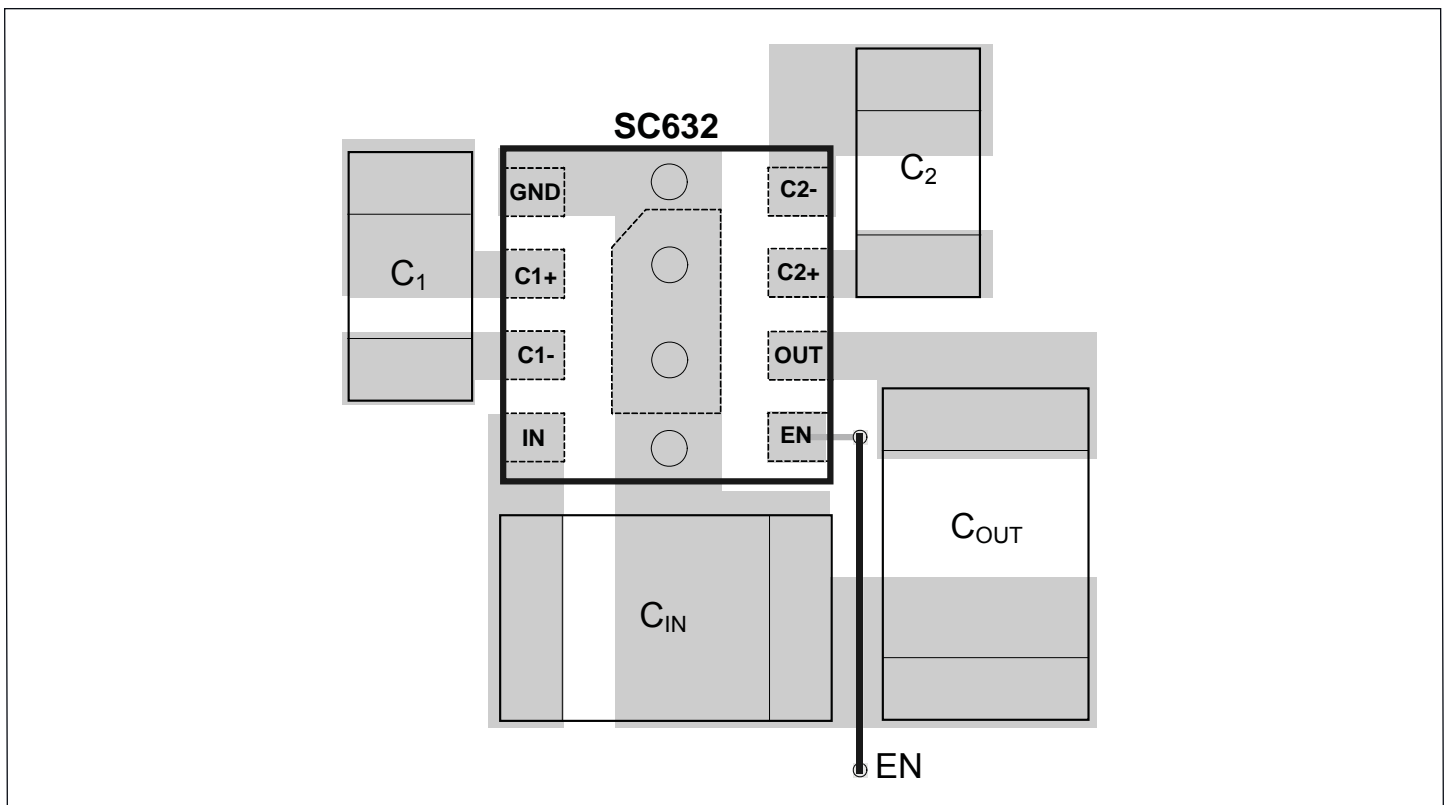 SC632
GND
C2-
C2
C1
C1+
C2+
C1-
OUT
IN
EN
COUT
CIN
EN